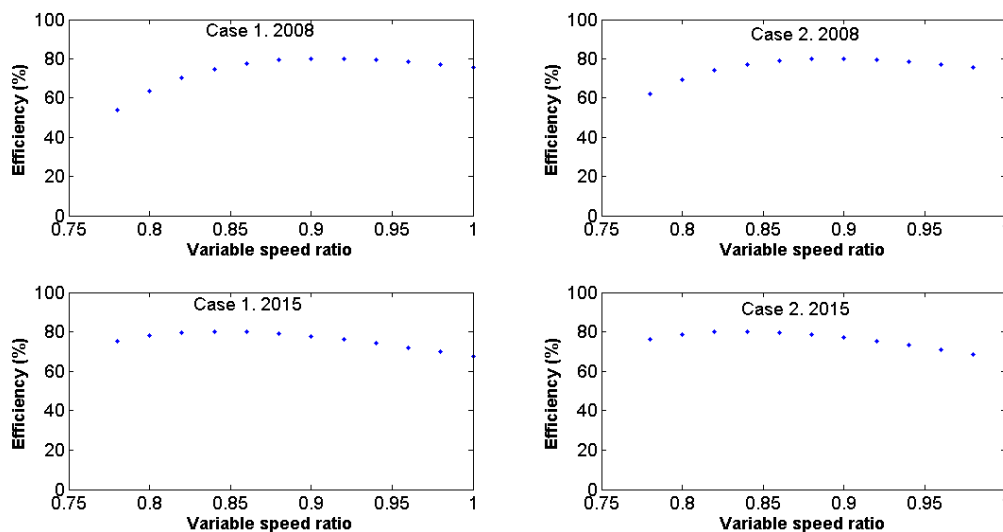 Case 1. 2008
Efficiency (%)
100
80
60
40
20
0
0.75 0.8 0.85 0.9 0.95 1
Variable speed ratio
Case 2. 2008
Efficiency (%)
100
80
60
40
20
0
0.75 0.8 0.85 0.9 0.95
Variable speed ratio
Case 1. 2015
Efficiency (%)
100
80
60
40
20
0
0.75 0.8 0.85 0.9 0.95 1
Variable speed ratio
Case 2. 2015
Efficiency (%)
100
80
60
40
20
0
0.75 0.8 0.85 0.9 0.95
Variable speed ratio